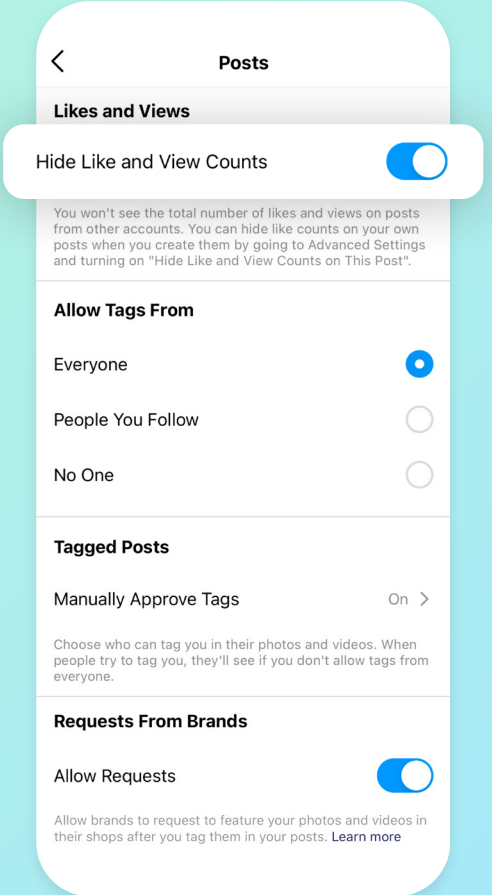 Posts
Likes and Views
Hide Like and View Counts
You won't see the total number of likes and views on posts
from other accounts. You can hide like counts on your own
posts when you create them by going to Advanced Settings
and turning on "Hide Like and View Counts on This Post".
Allow Tags From
Everyone
People You Follow
No One
Tagged Posts
Manually Approve Tags On
Choose who can tag you in their photos and videos. When
people try to tag you, they'll see if you don't allow tags from
everyone.
Requests From Brands
Allow Requests
Allow brands to request to feature your photos and videos in
their shops after you tag them in your posts. Learn more